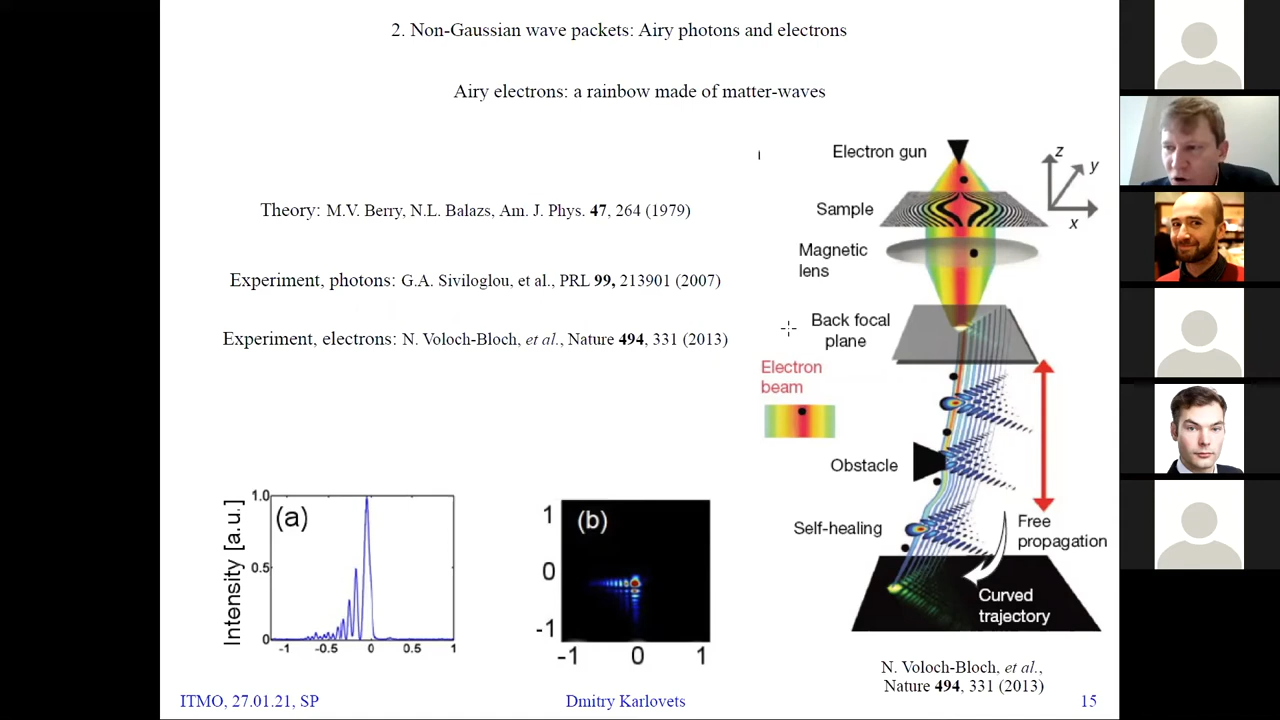 2. Non-Gaussian wave packets: Airy photons and electrons
Airy electrons: a rainbow made of matter-waves
Theory: M.V. Berry, N.L. Balazs, Am. J. Phys. 47, 264 (1979)
Experiment, photons: G.A. Siviloglou, et al., PRL 99, 213901 (2007)
Experiment, electrons: N. Voloch-Bloch, et al., Nature 494, 331 (2013)
Electron gun
z
y
x
Sample
Magnetic
lens
Back focal
plane
Electron
beam
Obstacle
Self-healing
Free
propagation
Curved
trajectory
Intensity [a.u.]
(a)
1.0
0.5
0
-1
-0.5
0
0.5
1
(b)
1
0
-1
-1
0
1
N. Voloch-Bloch, et al.,
Nature 494, 331 (2013)
ITMO, 27.01.21, SP
Dmitry Karlovets
15